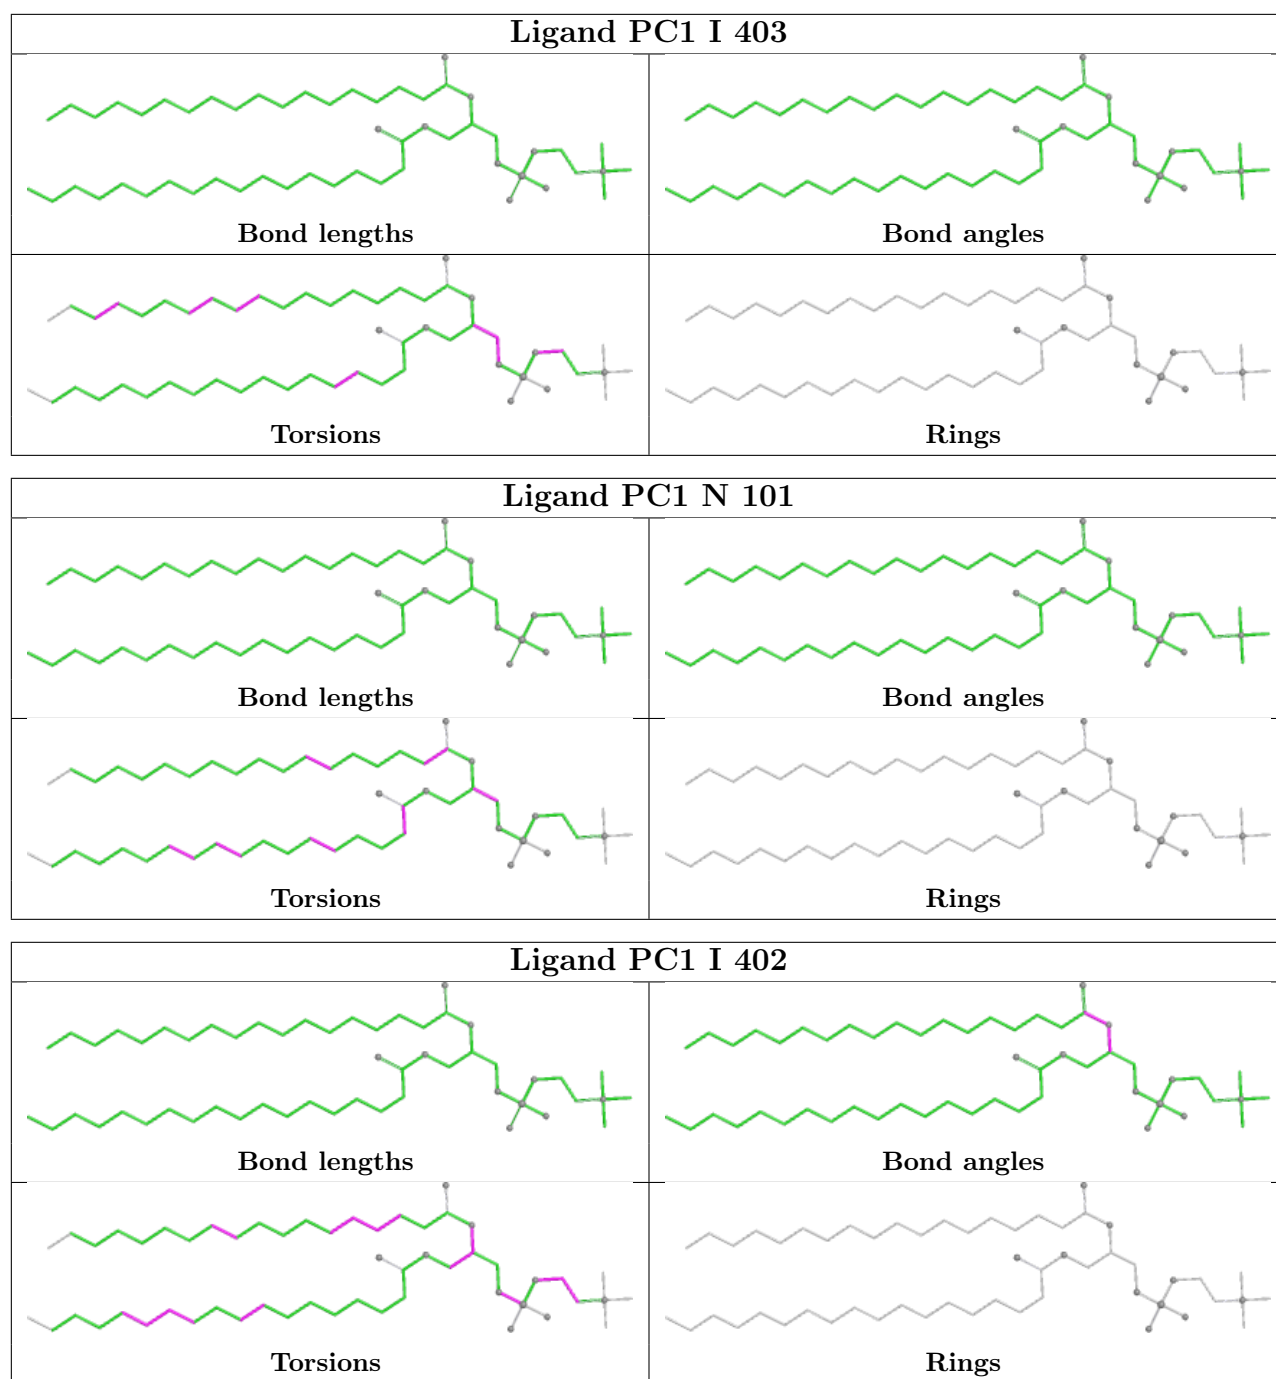 Ligand PC1 I 403
Bond lengths
Bond angles
Torsions
Rings
Ligand PC1 N 101
Bond lengths
Bond angles
Torsions
Rings
Ligand PC1 I 402
Bond lengths
Bond angles
Torsions
Rings